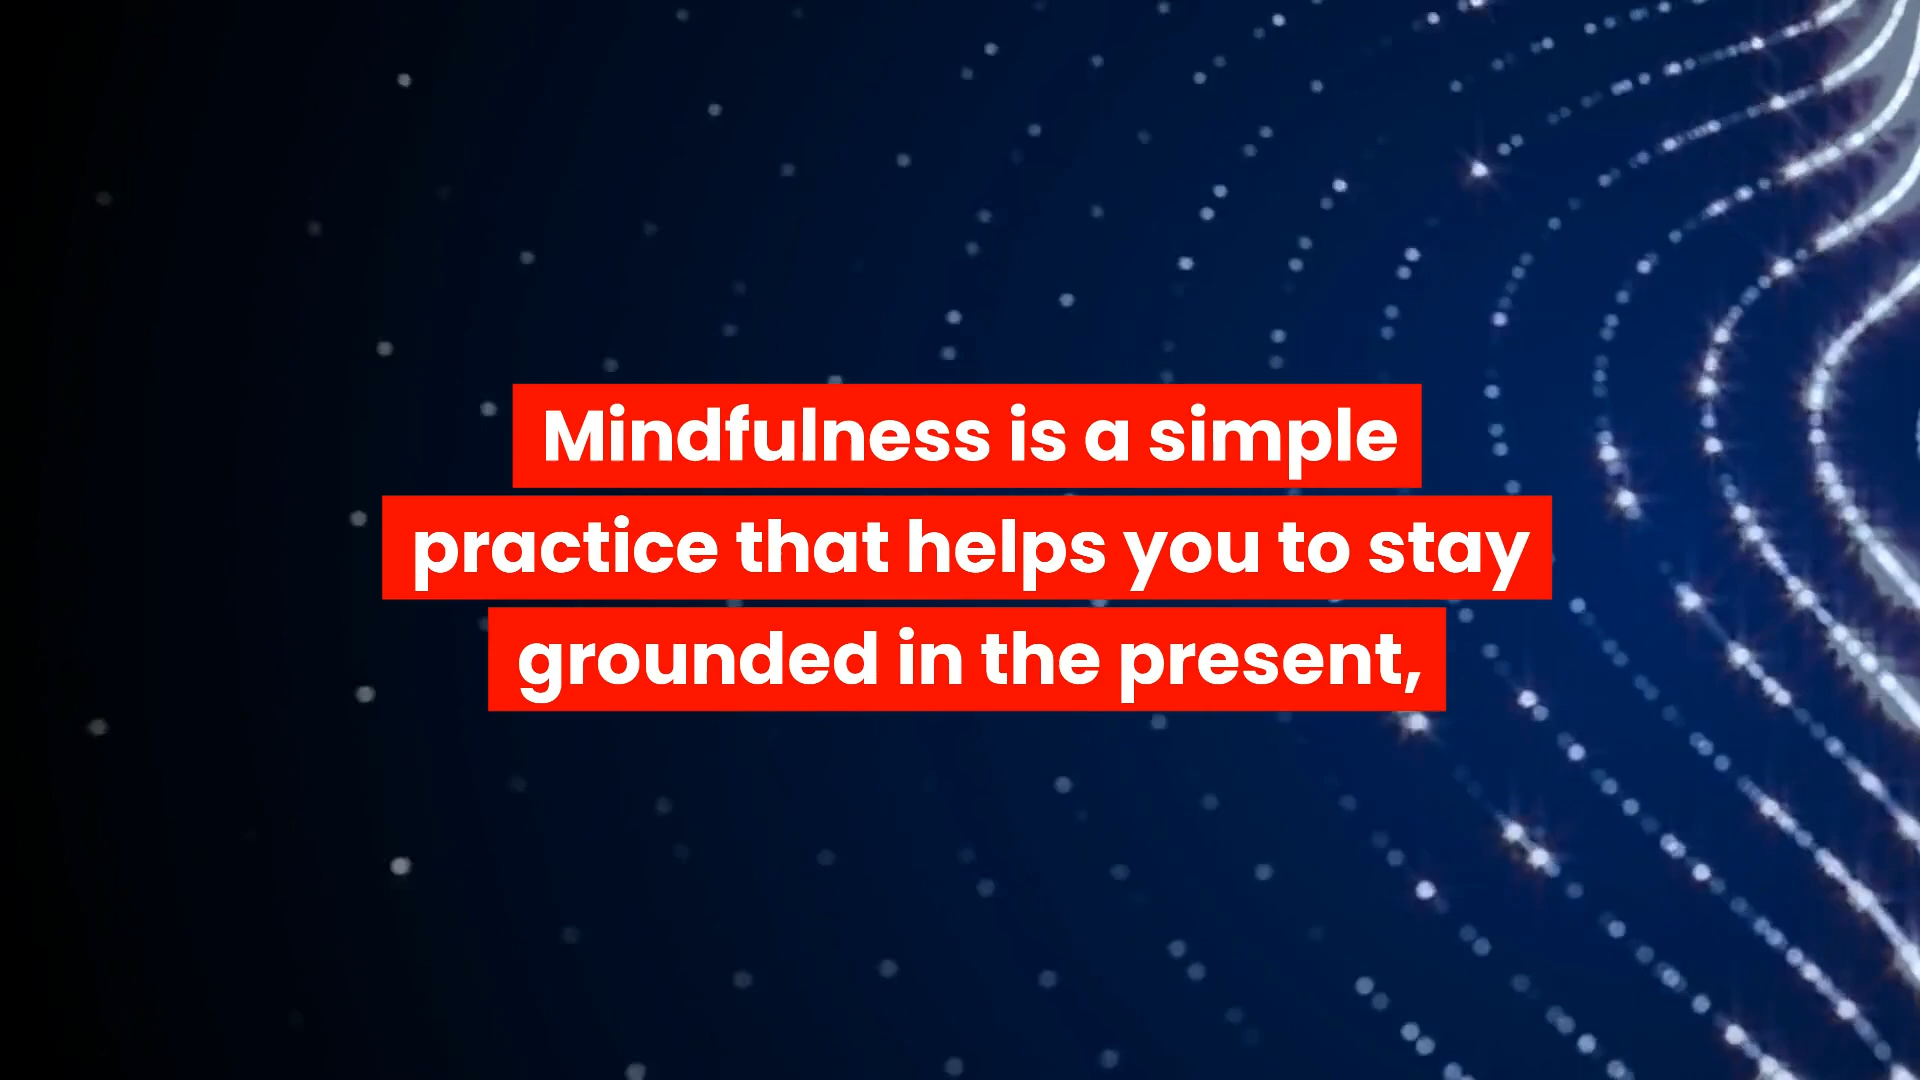 Mindfulness is a simple
practice that helps you to stay
grounded in the present,